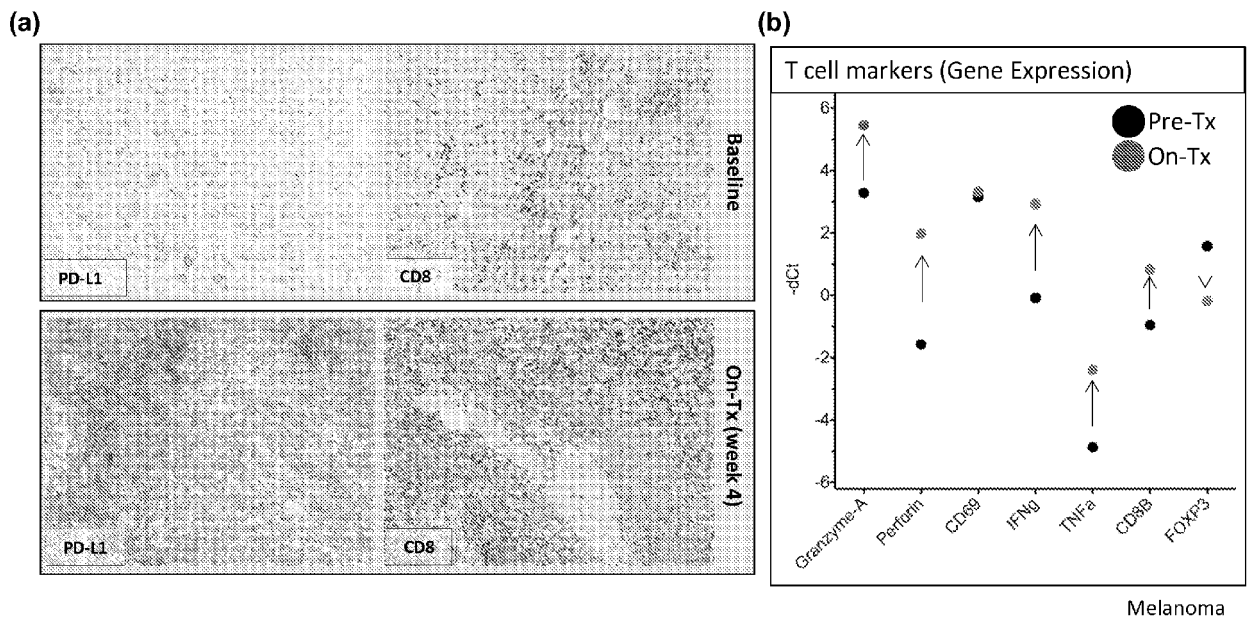 (a)
PD-L1
CD8
Baseline
PD-L1
CD8
On-Tx (week 4)
(b)
T cell markers (Gene Expression)
Pre-Tx
On-Tx
-dCt
6
4
2
0
-2
-4
-6
Granzyme-A
Perforin
CD69
IFNg
TNFa
CD8B
FOXP3
Melanoma